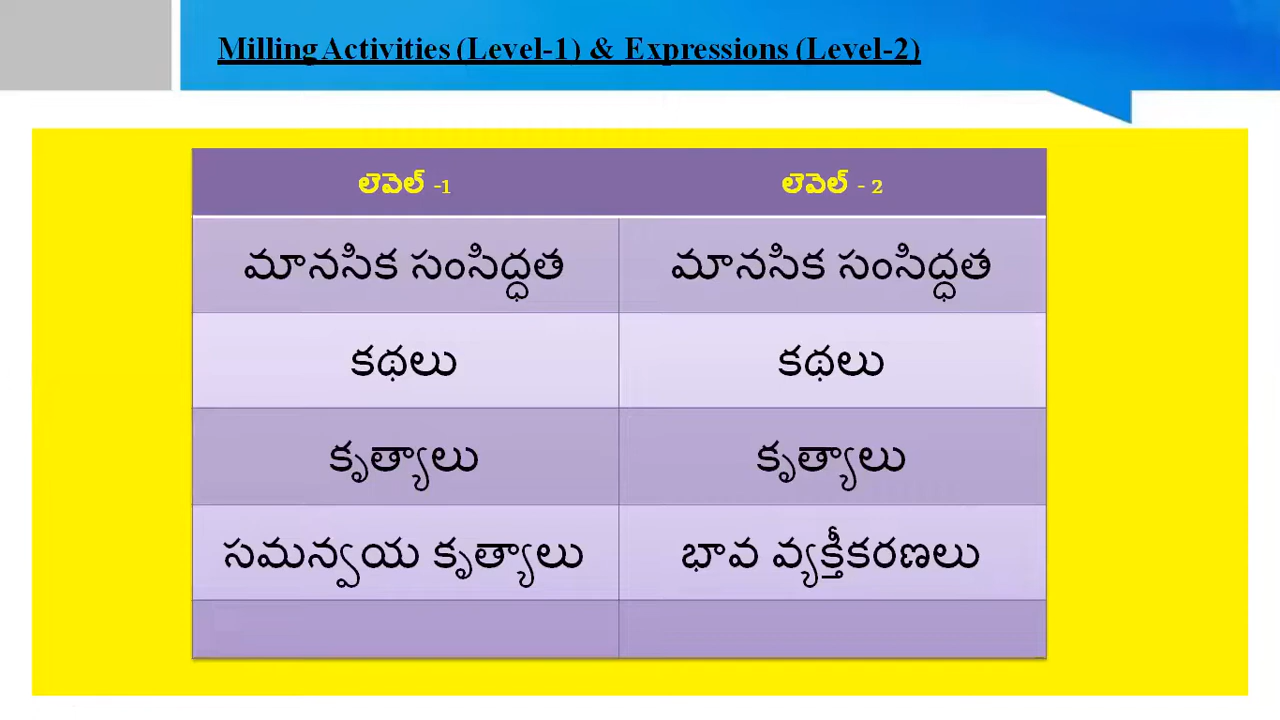 Milling Activities (Level-1) & Expressions (Level-2)
లెవెల్ -1 లెవెల్ - 2
మానసిక సంసిద్ధత మానసిక సంసిద్ధత
కథలు కథలు
కృత్యాలు కృత్యాలు
సమన్వయ కృత్యాలు భావ వ్యక్తీకరణలు